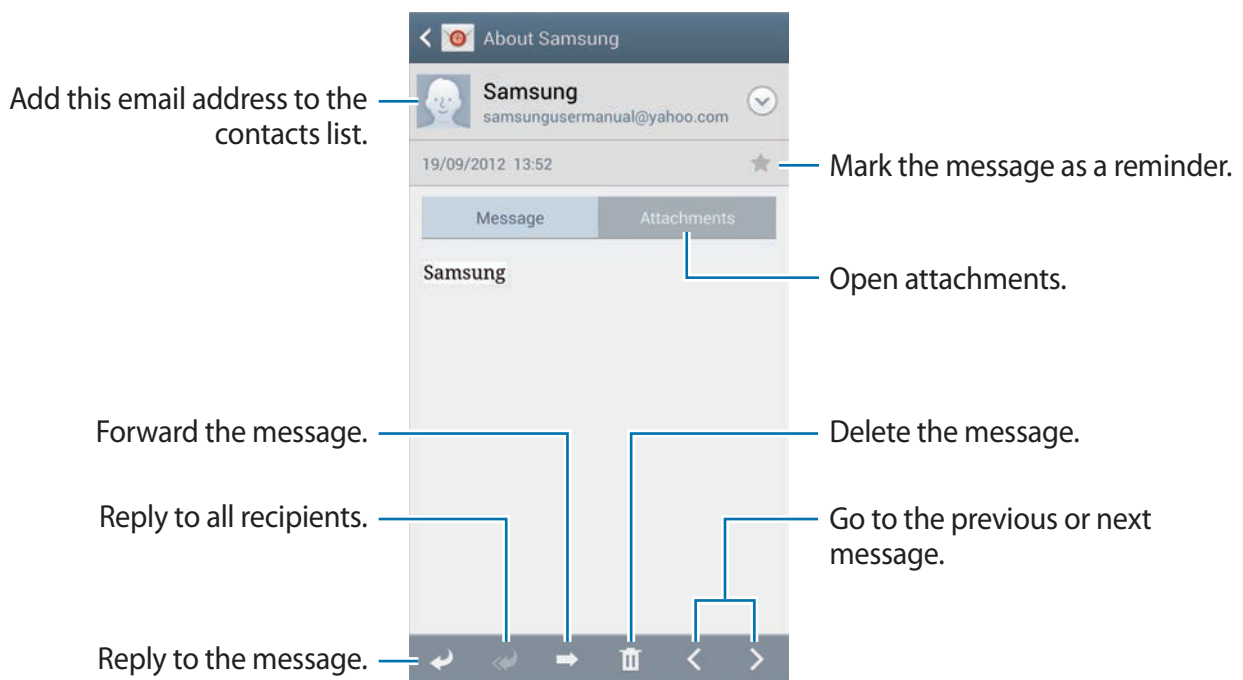 About Samsung
Add this email address to the
contacts list.
Samsung
samsungusermanual@yahoo.com
19/09/2012 13:52
Mark the message as a reminder.
Message
Attachments
Samsung
Open attachments.
Forward the message.
Delete the message.
Reply to all recipients.
Go to the previous or next
message.
Reply to the message.